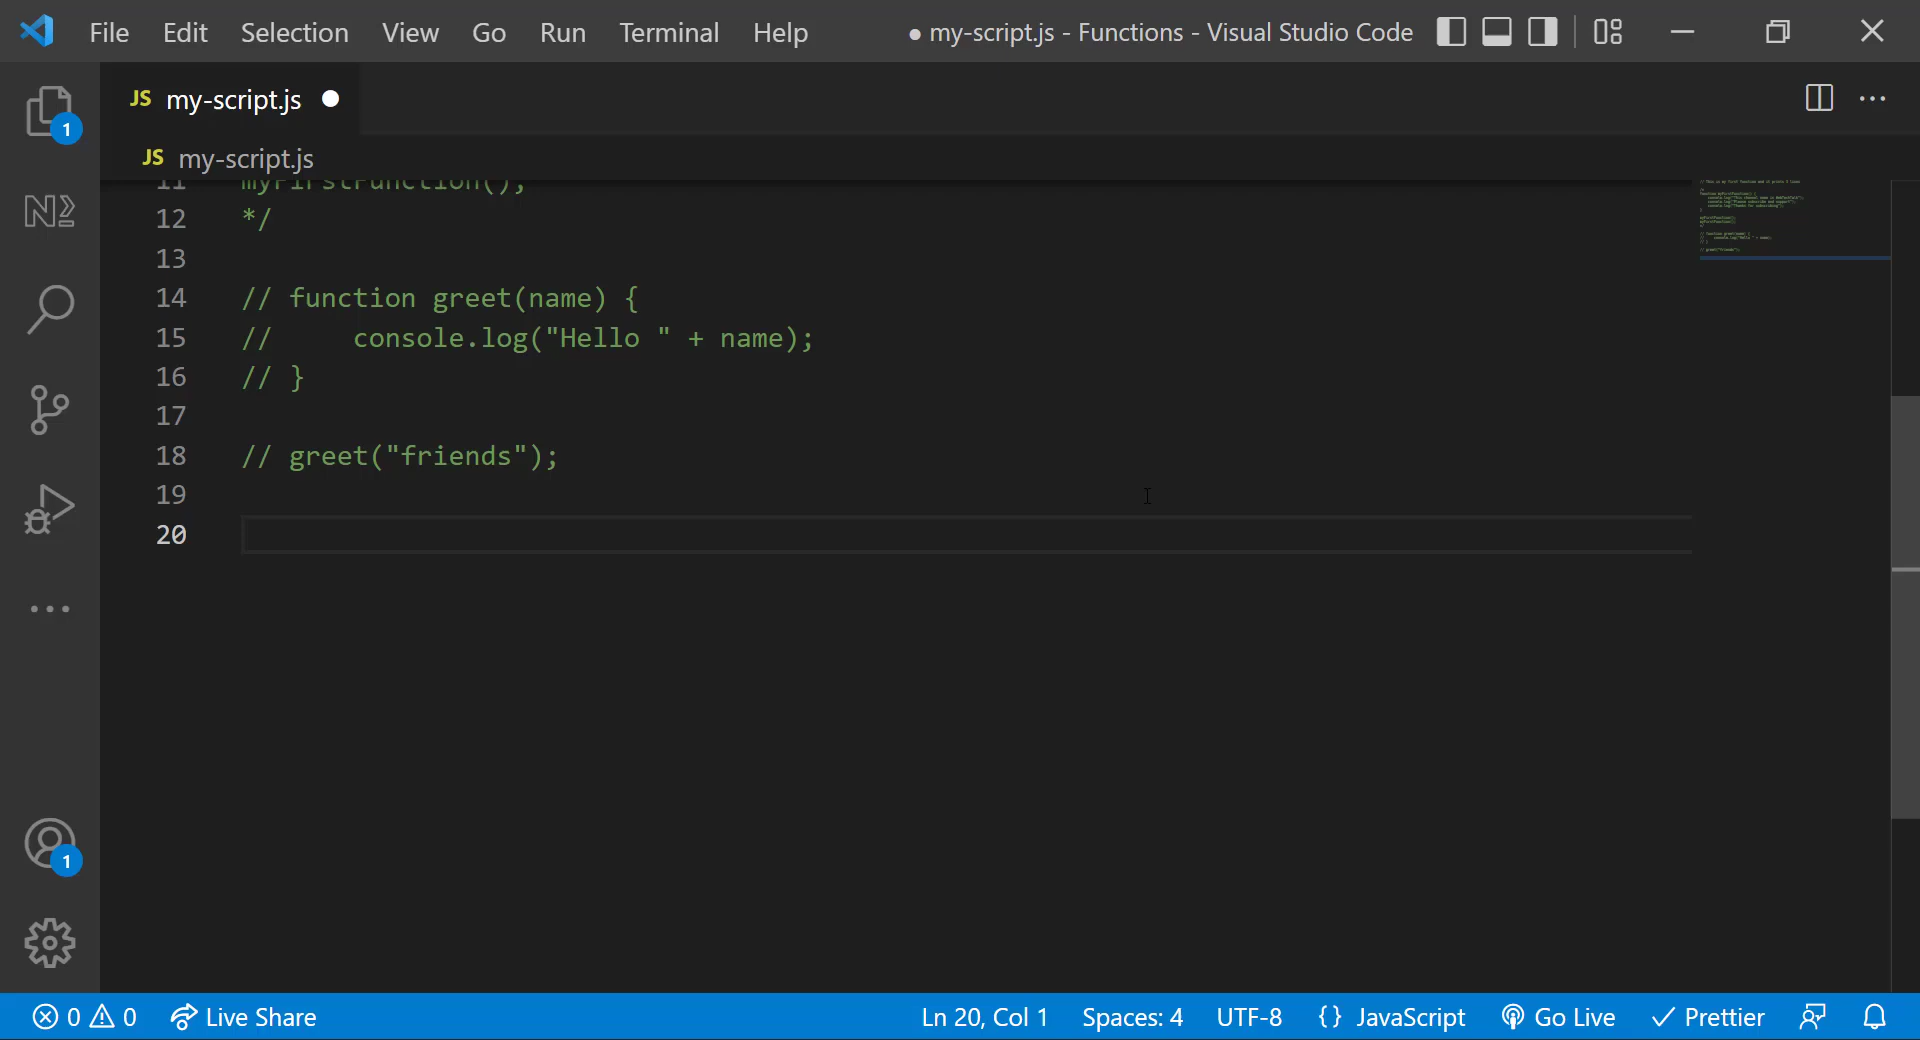 File Edit Selection View Go Run Terminal Help ● my-script.js - Functions - Visual Studio Code
JS my-script.js ●
JS my-script.js
11 myFirstFunction();
12 */
13
14 // function greet(name) {
15 //     console.log("Hello " + name);
16 // }
17
18 // greet("friends");
19
20
1
1
0 0 Live Share Ln 20, Col 1 Spaces: 4 UTF-8 {} JavaScript Go Live Prettier